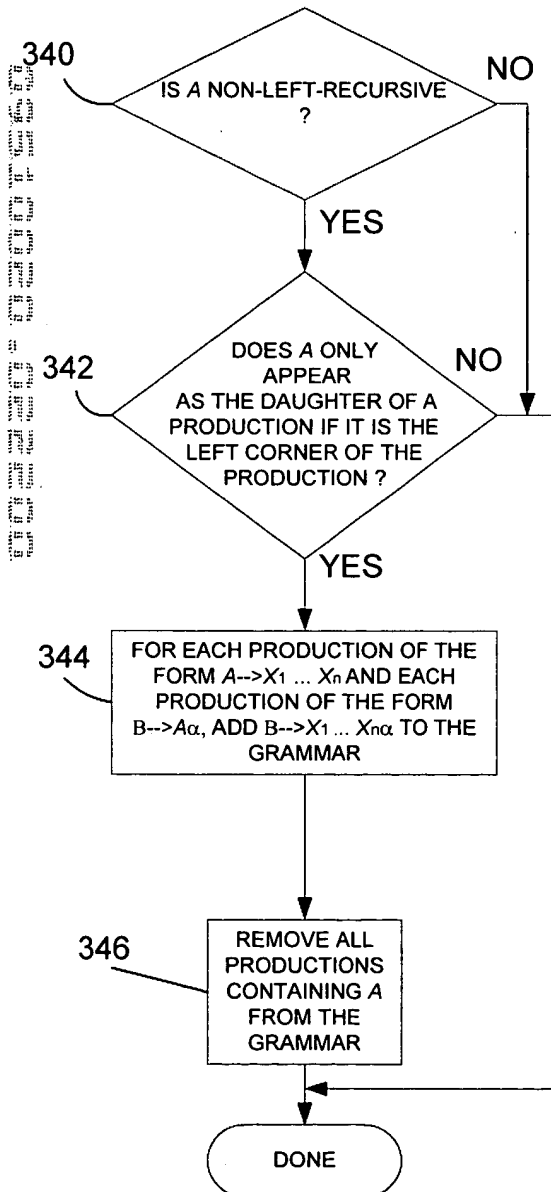 340
IS A NON-LEFT-RECURSIVE
?
NO
YES
342
DOES A ONLY
APPEAR
AS THE DAUGHTER OF A
PRODUCTION IF IT IS THE
LEFT CORNER OF THE
PRODUCTION ?
NO
YES
344
FOR EACH PRODUCTION OF THE
FORM A-->X1 ... Xn AND EACH
PRODUCTION OF THE FORM
B-->Aα, ADD B-->X1 ... Xnα TO THE
GRAMMAR
346
REMOVE ALL
PRODUCTIONS
CONTAINING A
FROM THE
GRAMMAR
DONE